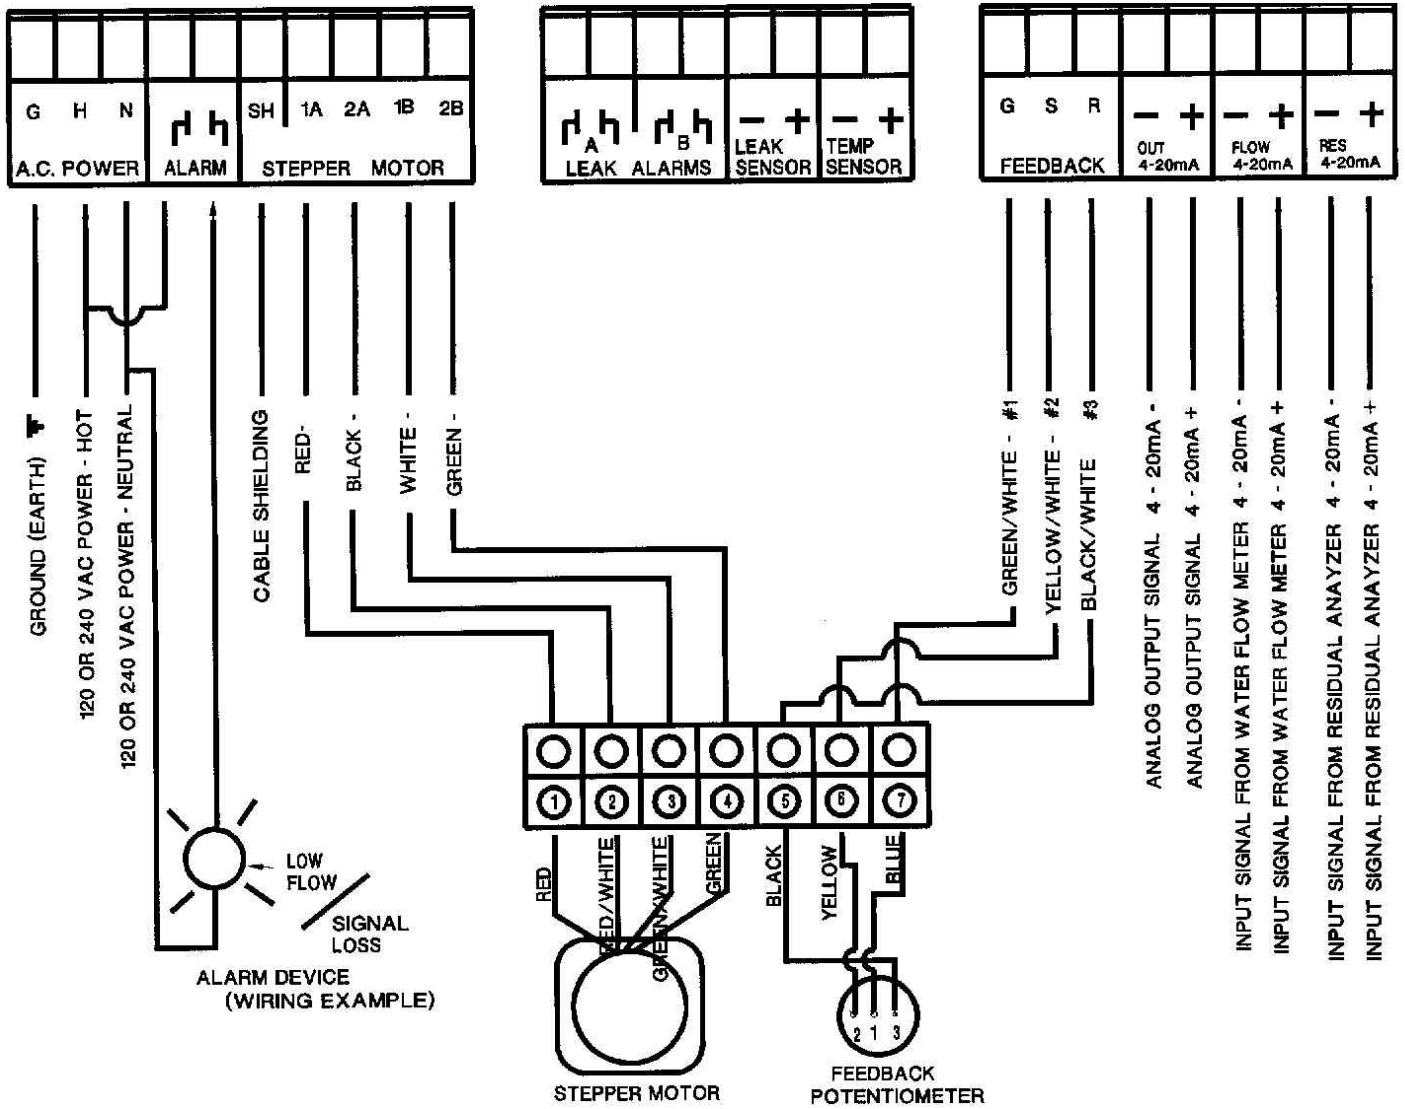 G H N
A.C. POWER
ALARM
SH 1A 2A 1B 2B
STEPPER MOTOR
A
B
LEAK ALARMS
− +
LEAK
SENSOR
− +
TEMP
SENSOR
G S R
FEEDBACK
− +
OUT
4-20mA
− +
FLOW
4-20mA
− +
RES
4-20mA
GROUND (EARTH)
120 OR 240 VAC POWER - HOT
120 OR 240 VAC POWER - NEUTRAL
CABLE SHIELDING
RED-
BLACK -
WHITE -
GREEN -
GREEN/WHITE - #1
YELLOW/WHITE - #2
BLACK/WHITE #3
ANALOG OUTPUT SIGNAL 4 - 20mA -
ANALOG OUTPUT SIGNAL 4 - 20mA +
INPUT SIGNAL FROM WATER FLOW METER 4 - 20mA -
INPUT SIGNAL FROM WATER FLOW METER 4 - 20mA +
INPUT SIGNAL FROM RESIDUAL ANAYZER 4 - 20mA -
INPUT SIGNAL FROM RESIDUAL ANAYZER 4 - 20mA +
1 2 3 4 5 6 7
RED
RED/WHITE
GREEN/WHITE
GREEN
BLACK
YELLOW
BLUE
LOW
FLOW
SIGNAL
LOSS
ALARM DEVICE
(WIRING EXAMPLE)
STEPPER MOTOR
2 1 3
FEEDBACK
POTENTIOMETER